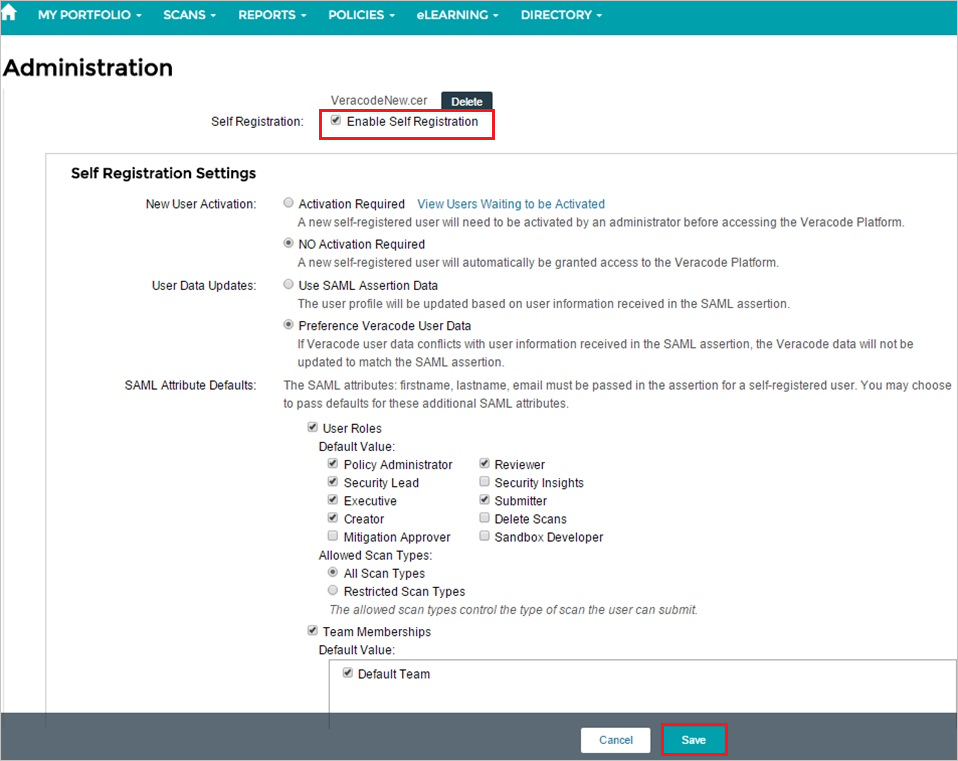 MY PORTFOLIO SCANS REPORTS POLICIES eLEARNING DIRECTORY
Administration
VeracodeNew.cer Delete
Self Registration: Enable Self Registration
Self Registration Settings
New User Activation: Activation Required View Users Waiting to be Activated
A new self-registered user will need to be activated by an administrator before accessing the Veracode Platform.
NO Activation Required
A new self-registered user will automatically be granted access to the Veracode Platform.
User Data Updates: Use SAML Assertion Data
The user profile will be updated based on user information received in the SAML assertion.
Preference Veracode User Data
If Veracode user data conflicts with user information received in the SAML assertion, the Veracode data will not be
updated to match the SAML assertion.
SAML Attribute Defaults: The SAML attributes: firstname, lastname, email must be passed in the assertion for a self-registered user. You may choose
to pass defaults for these additional SAML attributes.
User Roles
Default Value:
Policy Administrator Reviewer
Security Lead Security Insights
Executive Submitter
Creator Delete Scans
Mitigation Approver Sandbox Developer
Allowed Scan Types:
All Scan Types
Restricted Scan Types
The allowed scan types control the type of scan the user can submit.
Team Memberships
Default Value:
Default Team
Cancel Save